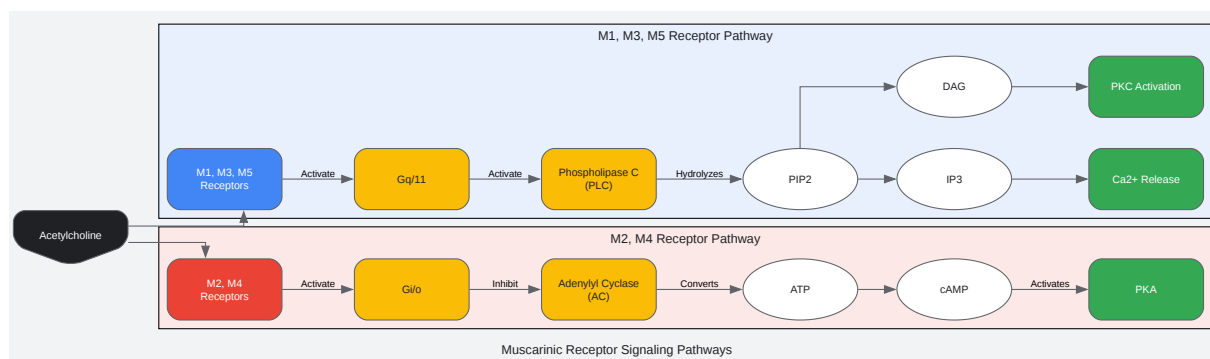 M1, M3, M5 Receptor Pathway
DAG
PKC Activation
M1, M3, M5
Receptors
Activate
Gq/11
Activate
Phospholipase C
(PLC)
Hydrolyzes
PIP2
IP3
Ca2+ Release
Acetylcholine
M2, M4 Receptor Pathway
M2, M4
Receptors
Activate
Gi/o
Inhibit
Adenylyl Cyclase
(AC)
Converts
ATP
cAMP
Activates
PKA
Muscarinic Receptor Signaling Pathways